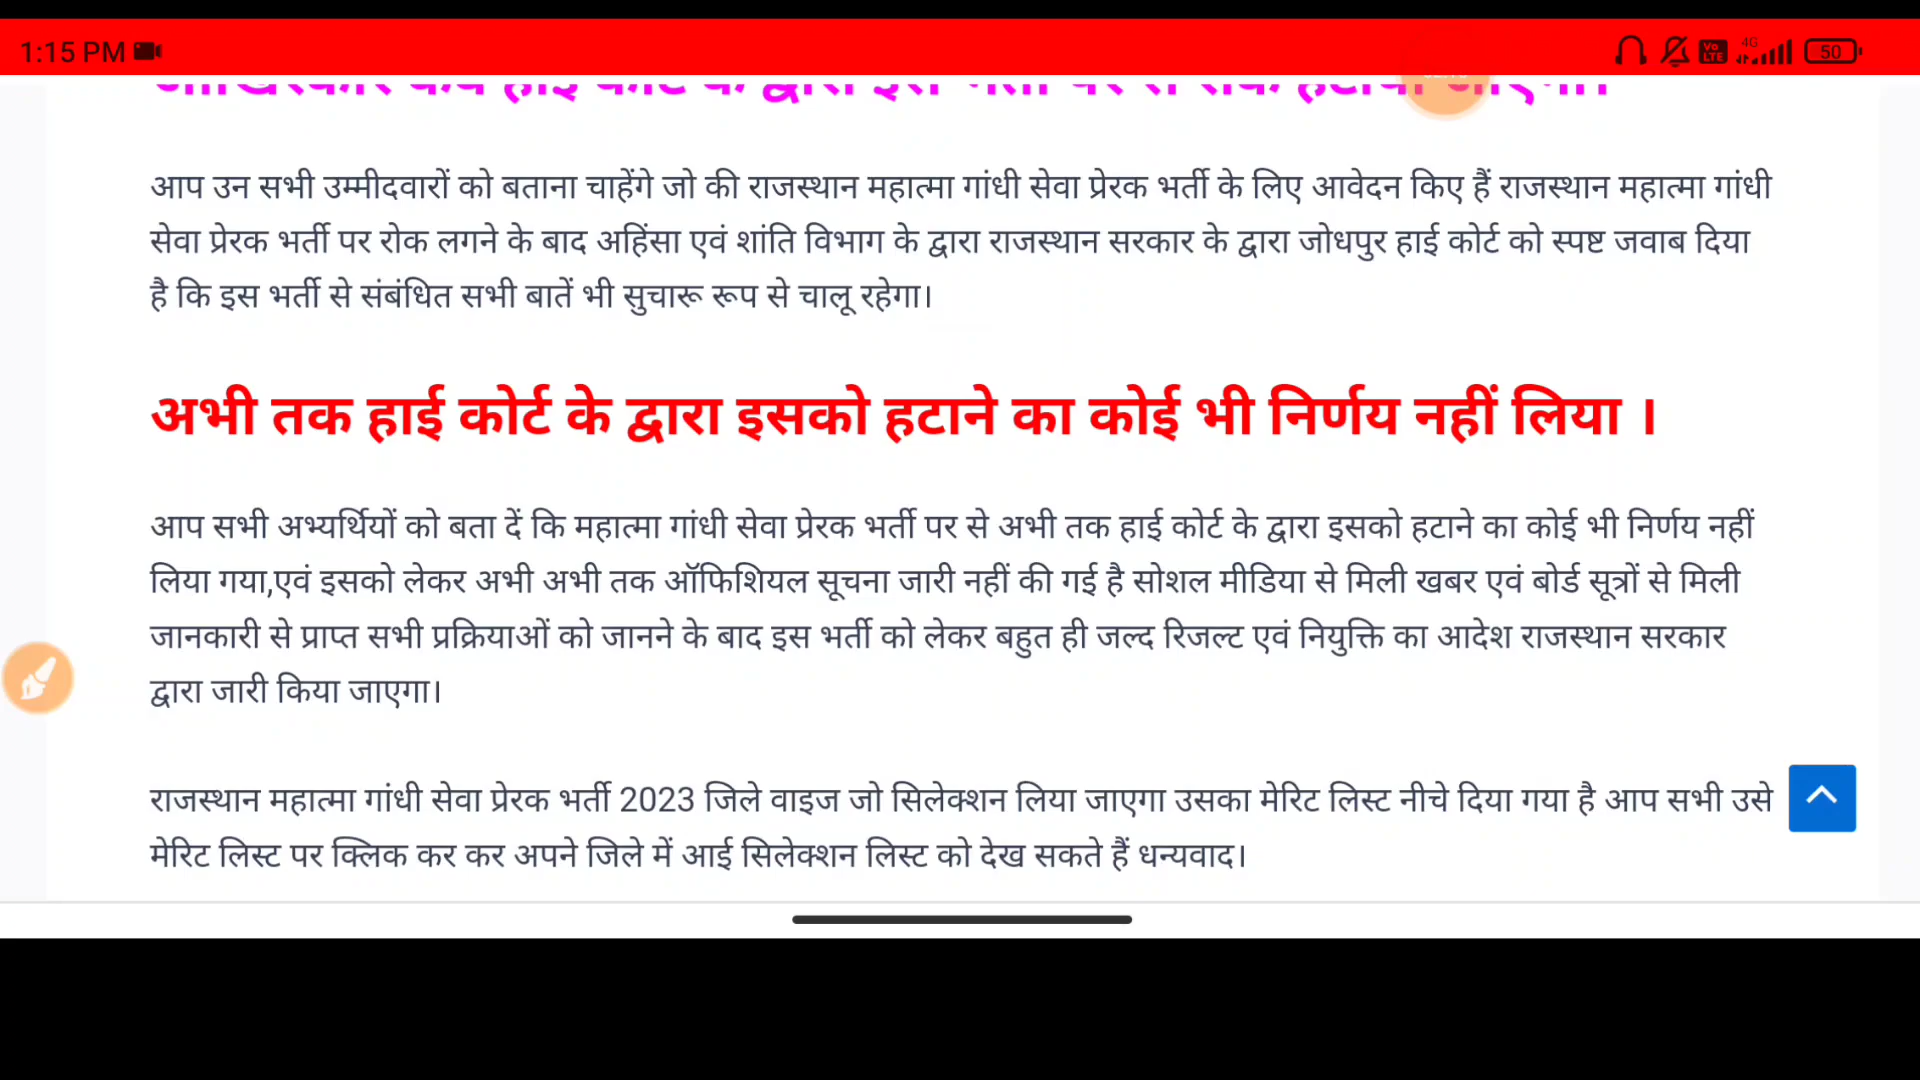 1:15 PM
4G
Vo
LTE
50
हाई कोर्ट के द्वारा इस
आप उन सभी उम्मीदवारों को बताना चाहेंगे जो की राजस्थान महात्मा गांधी सेवा प्रेरक भर्ती के लिए आवेदन किए हैं राजस्थान महात्मा गांधी
सेवा प्रेरक भर्ती पर रोक लगने के बाद अहिंसा एवं शांति विभाग के द्वारा राजस्थान सरकार के द्वारा जोधपुर हाई कोर्ट को स्पष्ट जवाब दिया
है कि इस भर्ती से संबंधित सभी बातें भी सुचारू रूप से चालू रहेगा।
अभी तक हाई कोर्ट के द्वारा इसको हटाने का कोई भी निर्णय नहीं लिया ।
आप सभी अभ्यर्थियों को बता दें कि महात्मा गांधी सेवा प्रेरक भर्ती पर से अभी तक हाई कोर्ट के द्वारा इसको हटाने का कोई भी निर्णय नहीं
लिया गया,एवं इसको लेकर अभी अभी तक ऑफिशियल सूचना जारी नहीं की गई है सोशल मीडिया से मिली खबर एवं बोर्ड सूत्रों से मिली
जानकारी से प्राप्त सभी प्रक्रियाओं को जानने के बाद इस भर्ती को लेकर बहुत ही जल्द रिजल्ट एवं नियुक्ति का आदेश राजस्थान सरकार
द्वारा जारी किया जाएगा।
राजस्थान महात्मा गांधी सेवा प्रेरक भर्ती 2023 जिले वाइज जो सिलेक्शन लिया जाएगा उसका मेरिट लिस्ट नीचे दिया गया है आप सभी उसे
मेरिट लिस्ट पर क्लिक कर कर अपने जिले में आई सिलेक्शन लिस्ट को देख सकते हैं धन्यवाद।